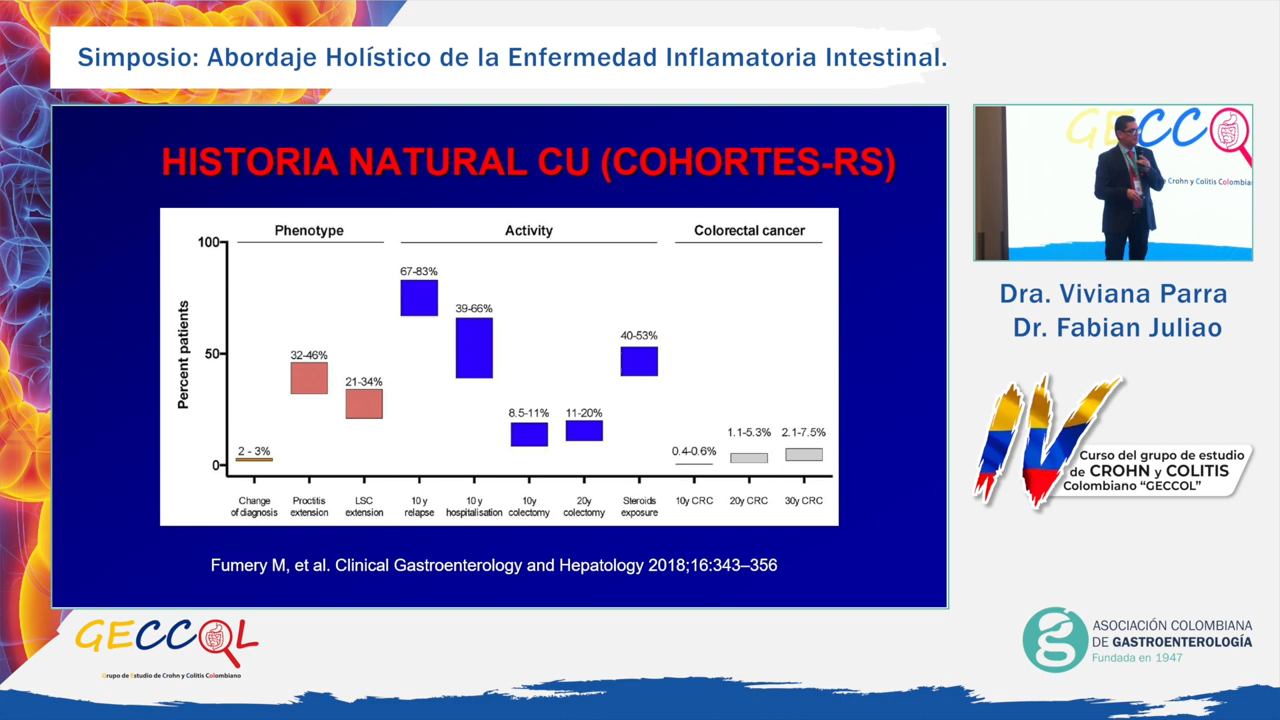 Simposio: Abordaje Holístico de la Enfermedad Inflamatoria Intestinal.
HISTORIA NATURAL CU (COHORTES-RS)
Phenotype
Activity
Colorectal cancer
Percent patients
100
50
0
2 - 3%
32-46%
21-34%
67-83%
39-66%
8.5-11%
11-20%
40-53%
0.4-0.6%
1.1-5.3%
2.1-7.5%
Change of diagnosis
Proctitis extension
LSC extension
10 y relapse
10 y hospitalisation
10y colectomy
20y colectomy
Steroids exposure
10y CRC
20y CRC
30y CRC
Fumery M, et al. Clinical Gastroenterology and Hepatology 2018;16:343–356
GECC
Crohn y Colitis Colombia
Dra. Viviana Parra
Dr. Fabian Juliao
IV
Curso del grupo de estudio
de CROHN y COLITIS
Colombiano “GECCOL”
GECCOL
Grupo de Estudio de Crohn y Colitis Colombiano
ASOCIACIÓN COLOMBIANA
DE GASTROENTEROLOGÍA
Fundada en 1947